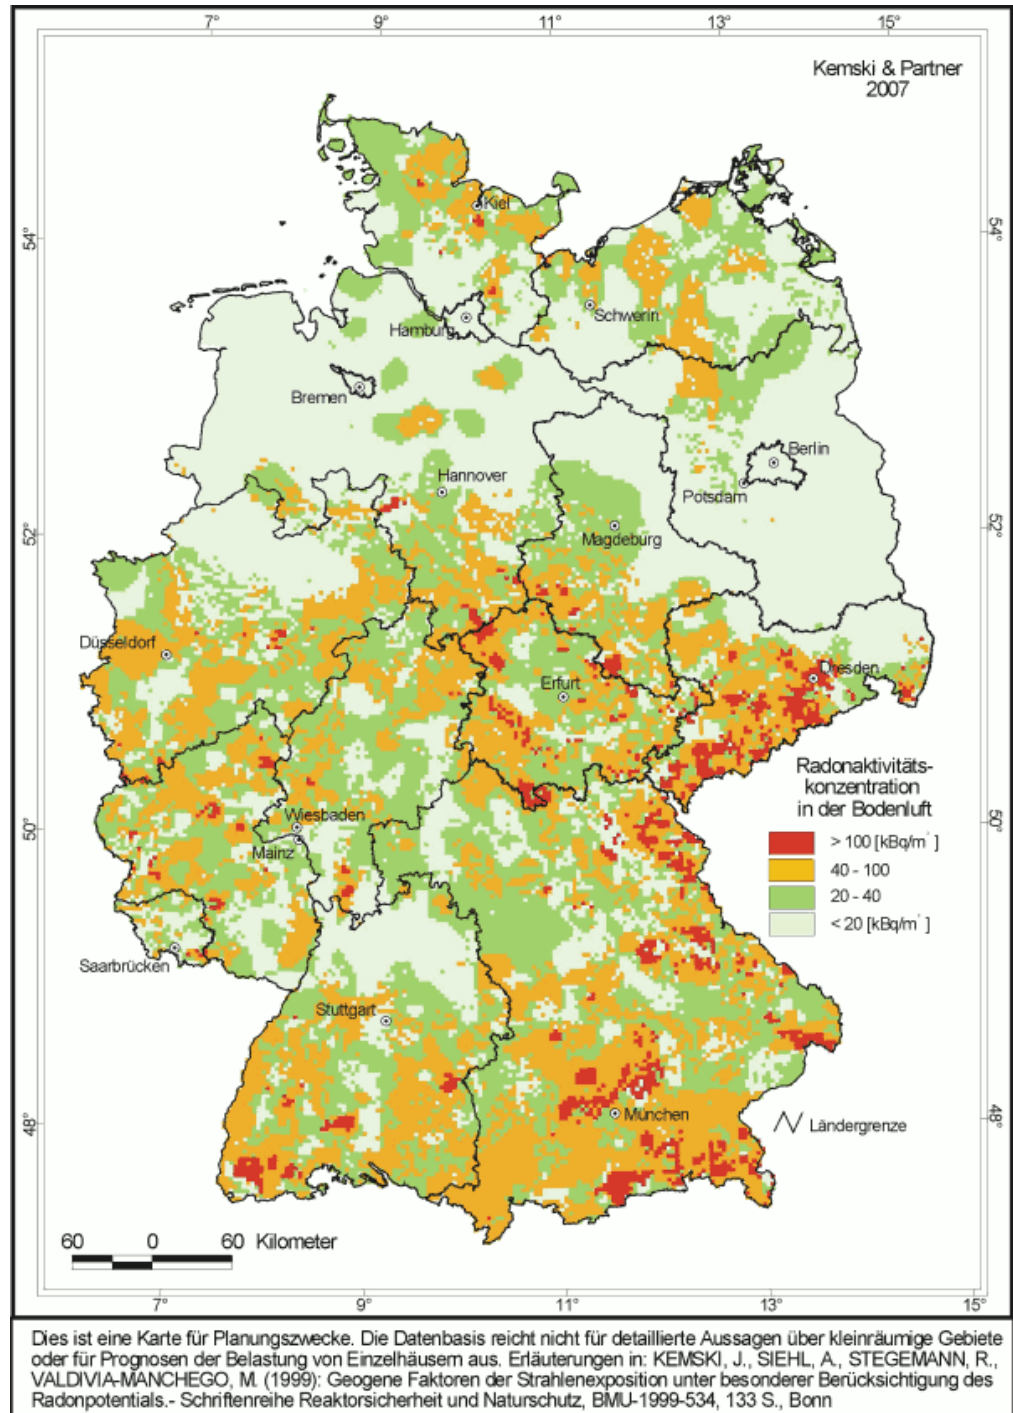 7°
9°
11°
13°
15°
Kemski & Partner
2007
54°
54°
Kiel
Schwerin
Hamburg
Bremen
Berlin
Hannover
Potsdam
52°
52°
Magdeburg
Düsseldorf
Dresden
Erfurt
Radonaktivitäts-
konzentration
in der Bodenluft
50°
50°
Wiesbaden
Mainz
> 100 [kBq/m³]
40 - 100
20 - 40
< 20 [kBq/m³]
Saarbrücken
Stuttgart
München
48°
48°
Ländergrenze
60 0 60 Kilometer
7°
9°
11°
13°
15°
Dies ist eine Karte für Planungszwecke. Die Datenbasis reicht nicht für detaillierte Aussagen über kleinräumige Gebiete
oder für Prognosen der Belastung von Einzelhäusern aus. Erläuterungen in: KEMSKI, J., SIEHL, A., STEGEMANN, R.,
VALDIVIA-MANCHEGO, M. (1999): Geogene Faktoren der Strahlenexposition unter besonderer Berücksichtigung des
Radonpotentials.- Schriftenreihe Reaktorsicherheit und Naturschutz, BMU-1999-534, 133 S., Bonn